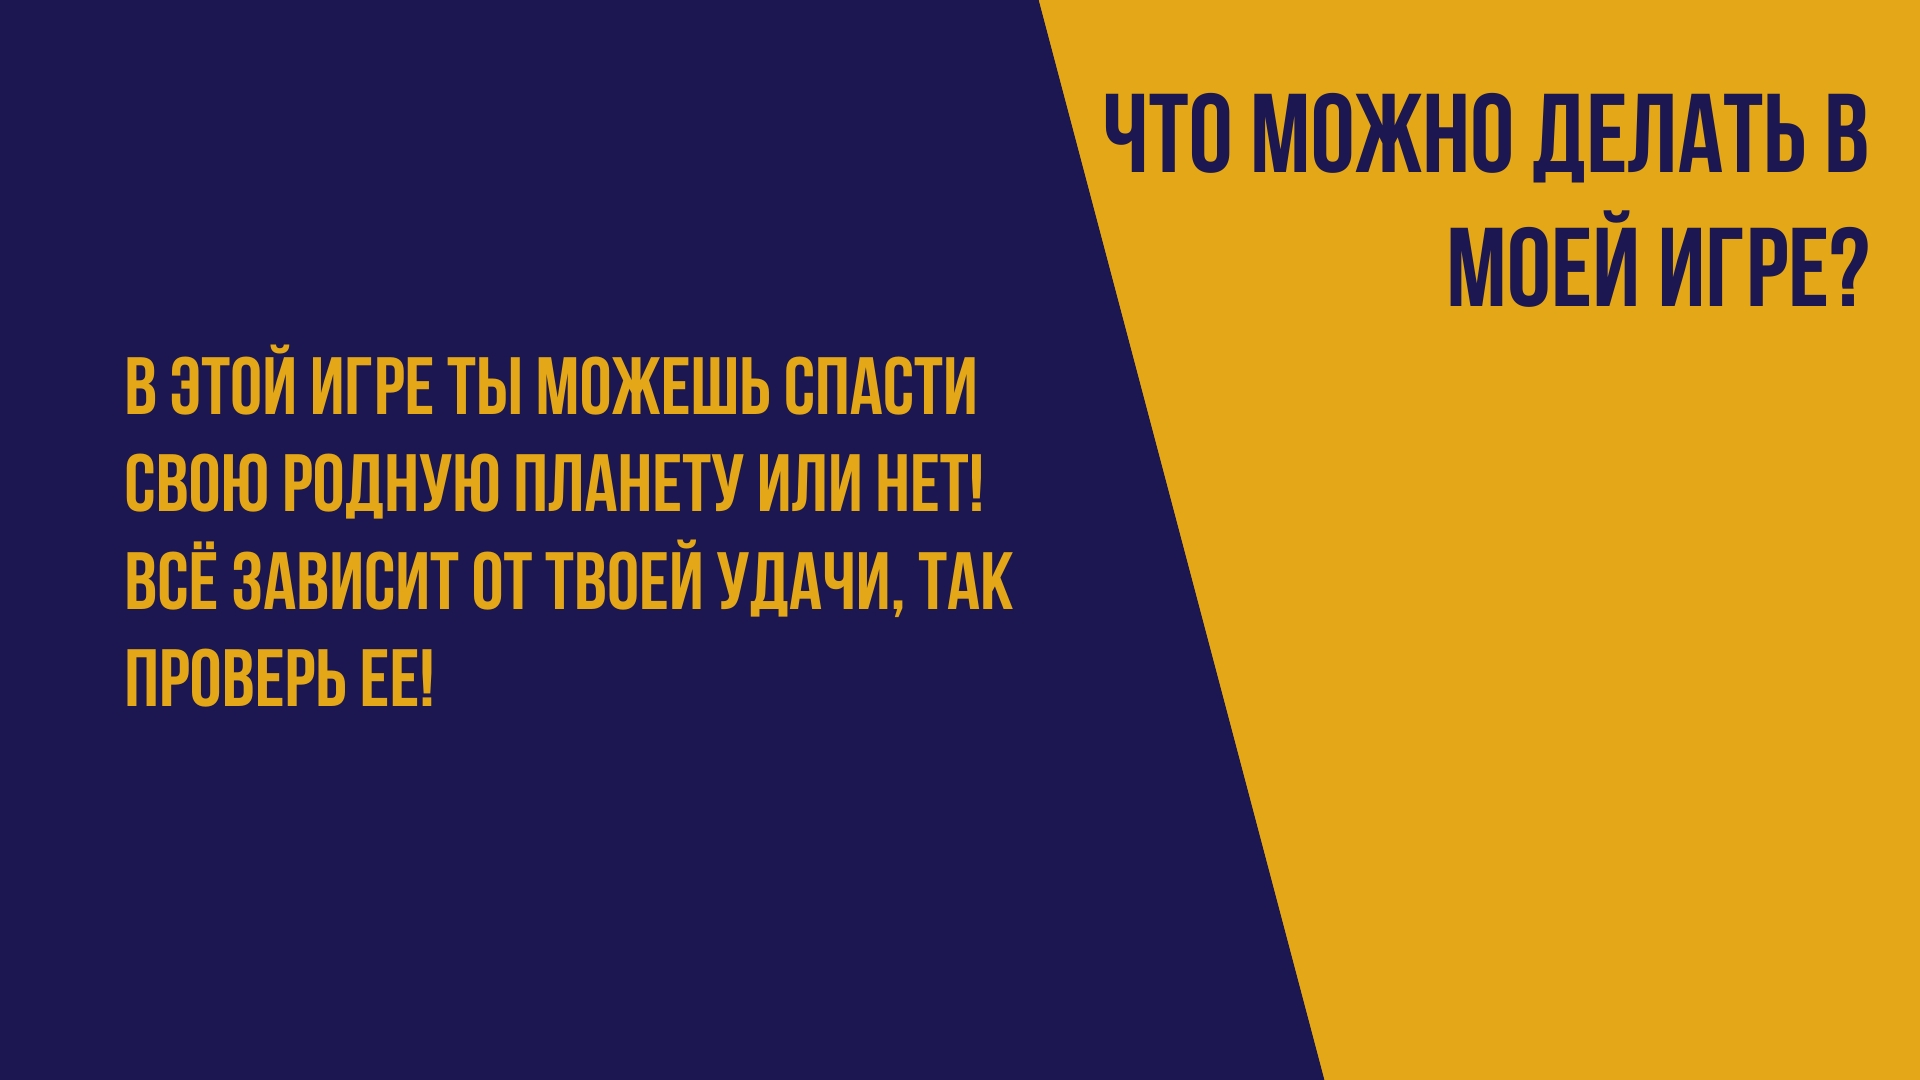 ЧТО МОЖНО ДЕЛАТЬ В
МОЕЙ ИГРЕ?
В ЭТОЙ ИГРЕ ТЫ МОЖЕШЬ СПАСТИ
СВОЮ РОДНУЮ ПЛАНЕТУ ИЛИ НЕТ!
ВСЁ ЗАВИСИТ ОТ ТВОЕЙ УДАЧИ, ТАК
ПРОВЕРЬ ЕЕ!